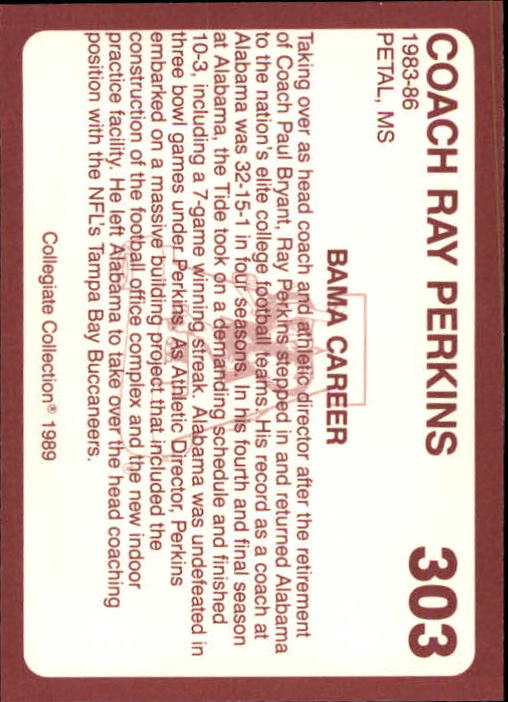 COACH RAY PERKINS 303
1983-86
PETAL, MS
BAMA CAREER
Taking over as head coach and athletic director after the retirement
of Coach Paul Bryant, Ray Perkins stepped in and returned Alabama
to the nation's elite college football teams. His record as a coach at
Alabama was 32-15-1 in four seasons. In his fourth and final season
at Alabama, the Tide took on a demanding schedule and finished
10-3, including a 7-game winning streak. Alabama was undefeated in
three bowl games under Perkins. As Athletic Director, Perkins
embarked on a massive building project that included the
construction of the football office complex and the new indoor
practice facility. He left Alabama to take over the head coaching
position with the NFL's Tampa Bay Buccaneers.
Collegiate Collection® 1989